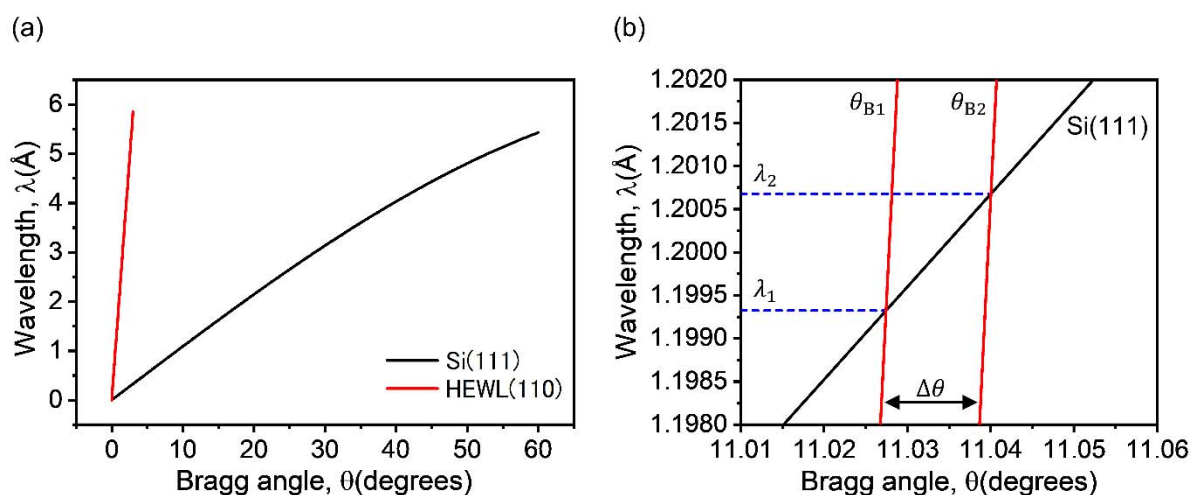 (a)
Wavelength, λ(Å)
6
5
4
3
2
1
0
0 10 20 30 40 50 60
Bragg angle, θ(degrees)
Si(111)
HEWL(110)
(b)
Wavelength, λ(Å)
1.2020
1.2015
1.2010
1.2005
1.2000
1.1995
1.1990
1.1985
1.1980
11.01 11.02 11.03 11.04 11.05 11.06
Bragg angle, θ(degrees)
θB1 θB2
Si(111)
λ2
λ1
Δθ